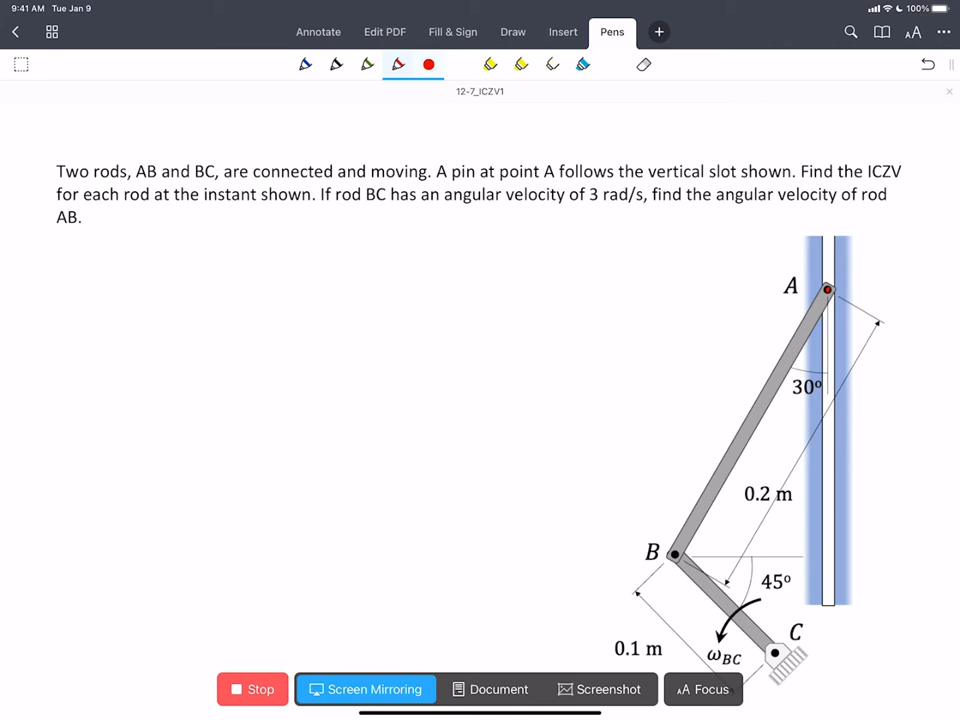 9:41 AM Tue Jan 9
100%
Annotate Edit PDF Fill & Sign Draw Insert Pens
AA
12-7_ICZV1
Two rods, AB and BC, are connected and moving. A pin at point A follows the vertical slot shown. Find the ICZV
for each rod at the instant shown. If rod BC has an angular velocity of 3 rad/s, find the angular velocity of rod
AB.
A
30º
0.2 m
B
45º
C
0.1 m
ωBC
Stop Screen Mirroring Document Screenshot AA Focus